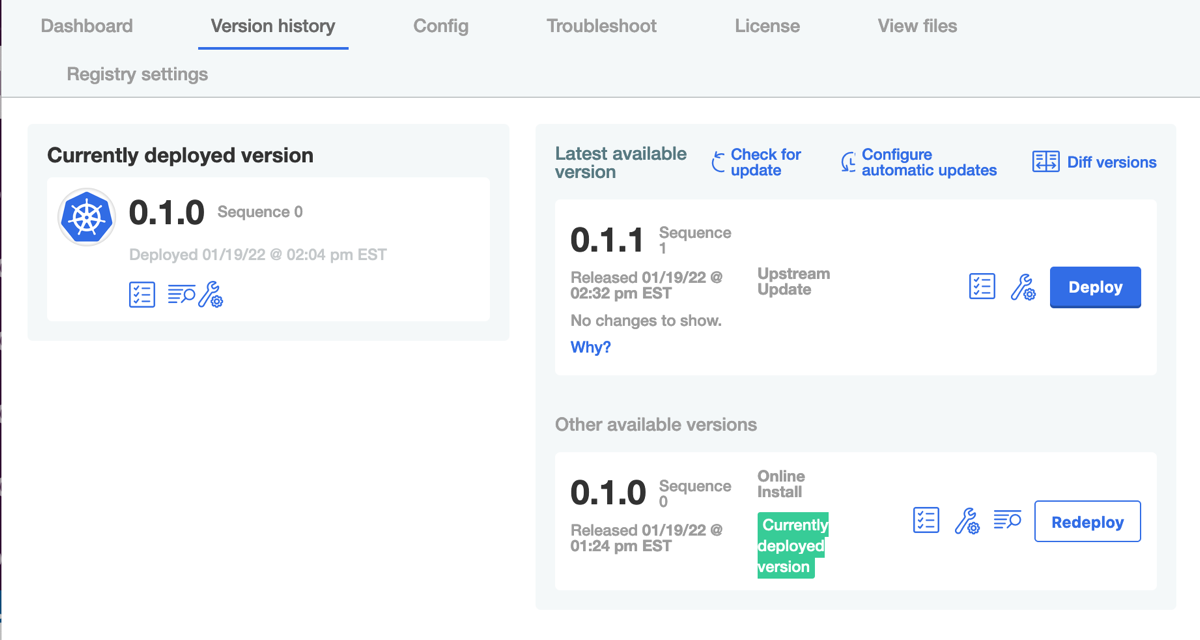 Dashboard
Version history
Config
Troubleshoot
License
View files
Registry settings
Currently deployed version
0.1.0 Sequence 0
Deployed 01/19/22 @ 02:04 pm EST
Latest available
version
Check for
update
Configure
automatic updates
Diff versions
0.1.1 Sequence
1
Released 01/19/22 @
02:32 pm EST
No changes to show.
Why?
Upstream
Update
Deploy
Other available versions
0.1.0 Sequence
0
Released 01/19/22 @
01:24 pm EST
Online
Install
Currently
deployed
version
Redeploy